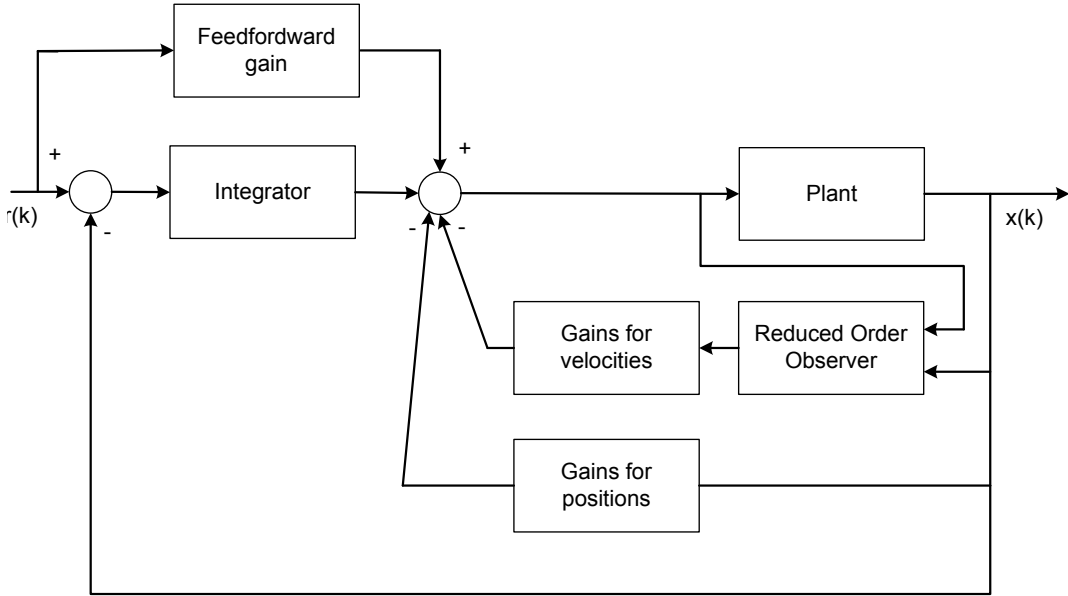 Feedfordward
gain
+
+
Integrator
Plant
r(k)
-
-
-
x(k)
Gains for
velocities
Reduced Order
Observer
Gains for
positions